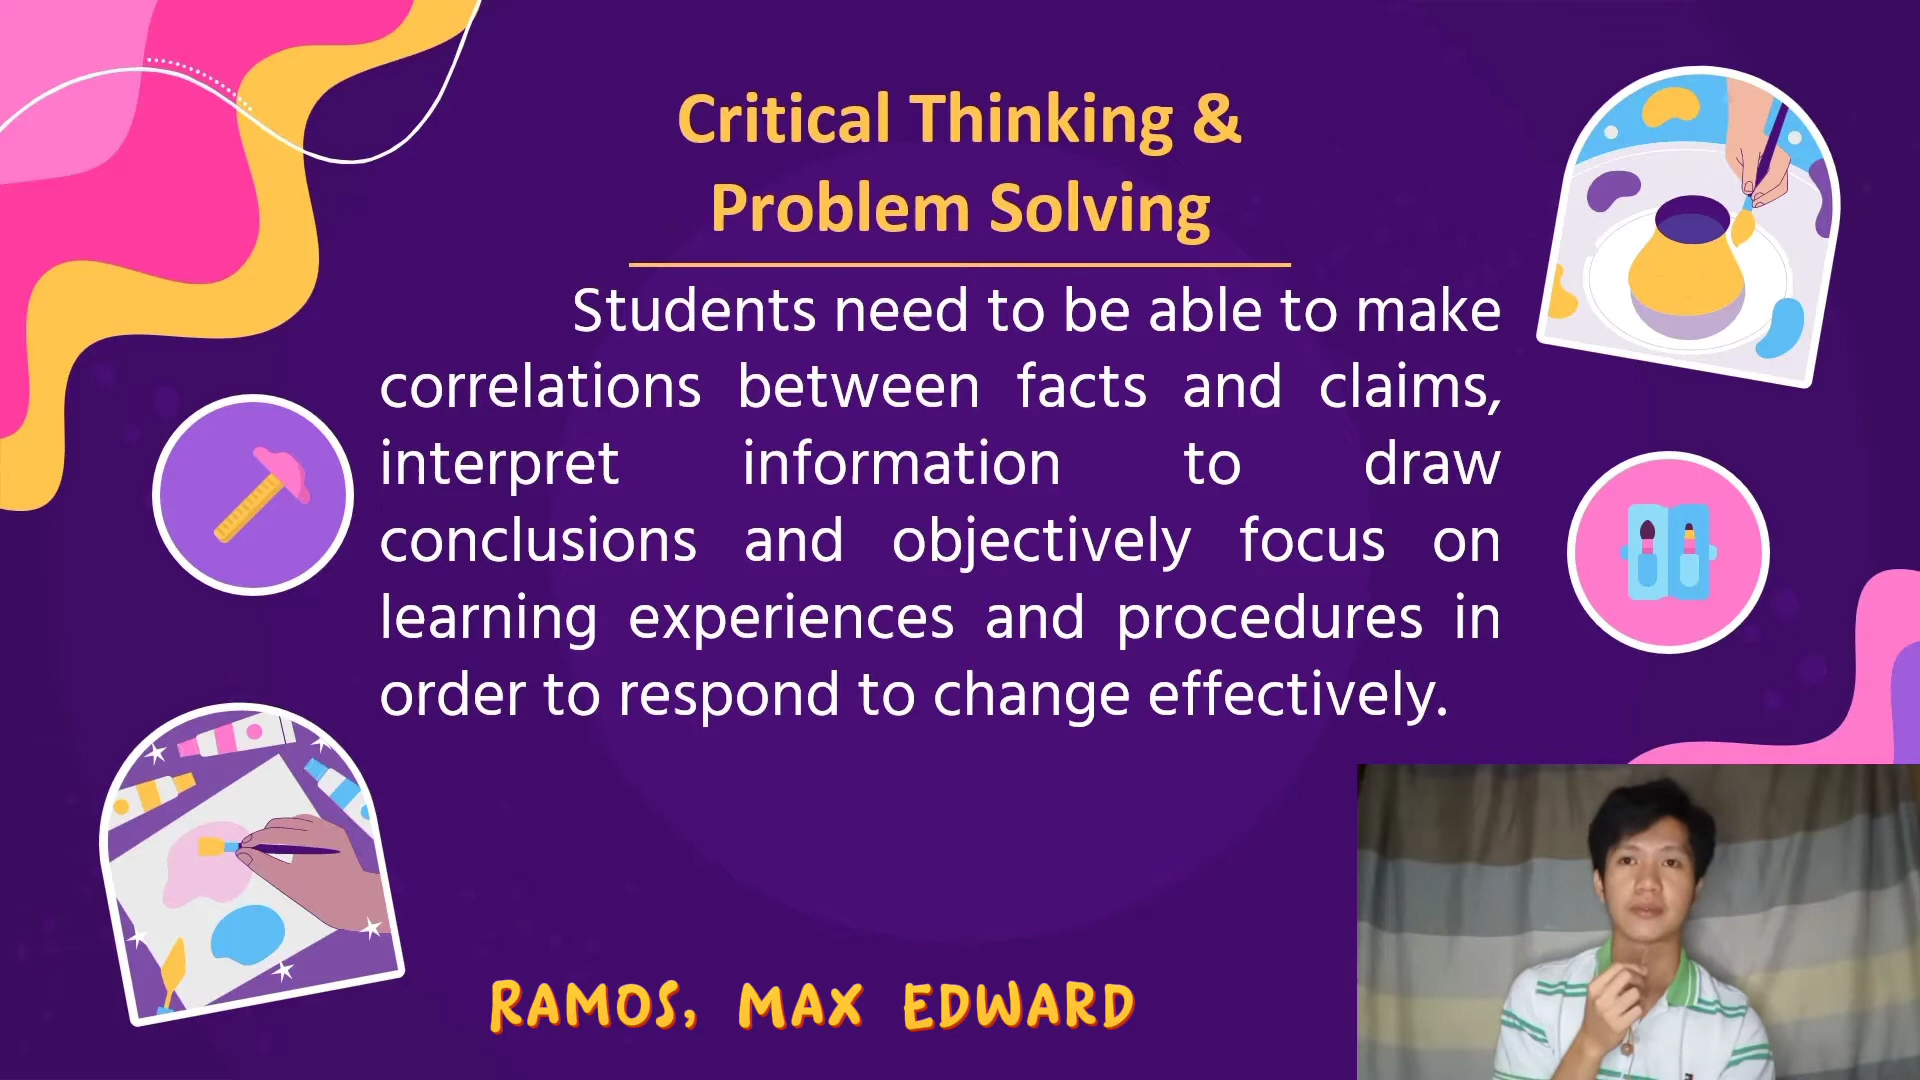 Critical Thinking &
Problem Solving
Students need to be able to make
correlations between facts and claims,
interpret information to draw
conclusions and objectively focus on
learning experiences and procedures in
order to respond to change effectively.
RAMOS, MAX EDWARD